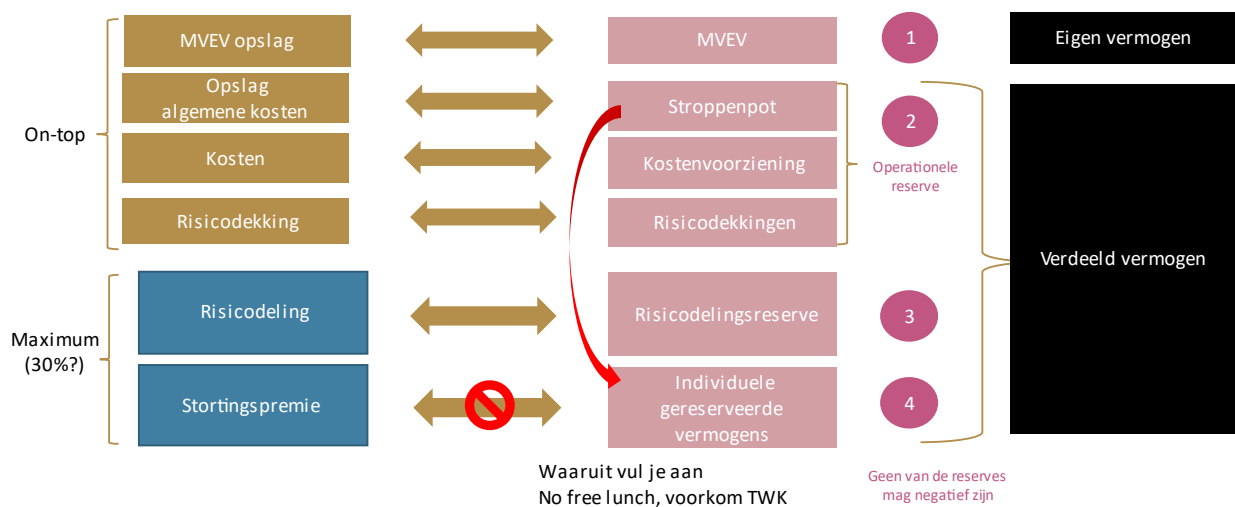 MVEV opslag
MVEV
1
Eigen vermogen
Opslag
algemene kosten
Stroppenpot
2
On-top
Kosten
Kostenvoorziening
Operationele
reserve
Risicodekking
Risicodekkingen
Verdeeld vermogen
Risicodeling
Risicodelingsreserve
3
Maximum
(30%?)
Stortingspremie
Individuele
gereserveerde
vermogens
4
Waaruit vul je aan
No free lunch, voorkom TWK
Geen van de reserves
mag negatief zijn